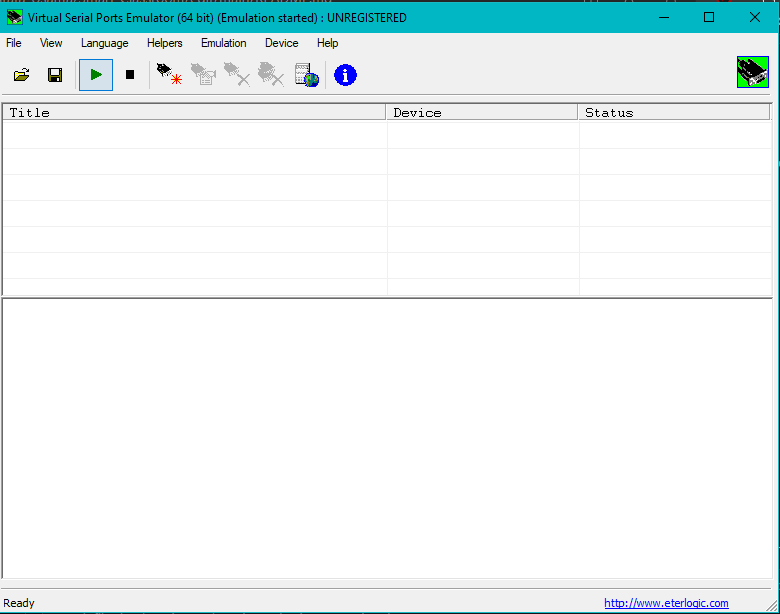 Virtual Serial Ports Emulator (64 bit) (Emulation started) : UNREGISTERED
File View Language Helpers Emulation Device Help
Title Device Status
Ready http://www.eterlogic.com